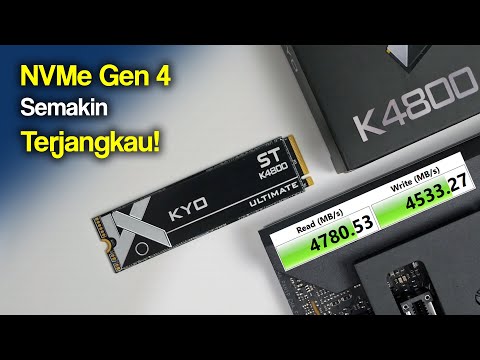 NVMe Gen 4
Semakin
Terjangkau!
K4800
KYO
ST
K4800
ULTIMATE
Read (MB/s)
4780.53
Write (MB/s)
4533.27